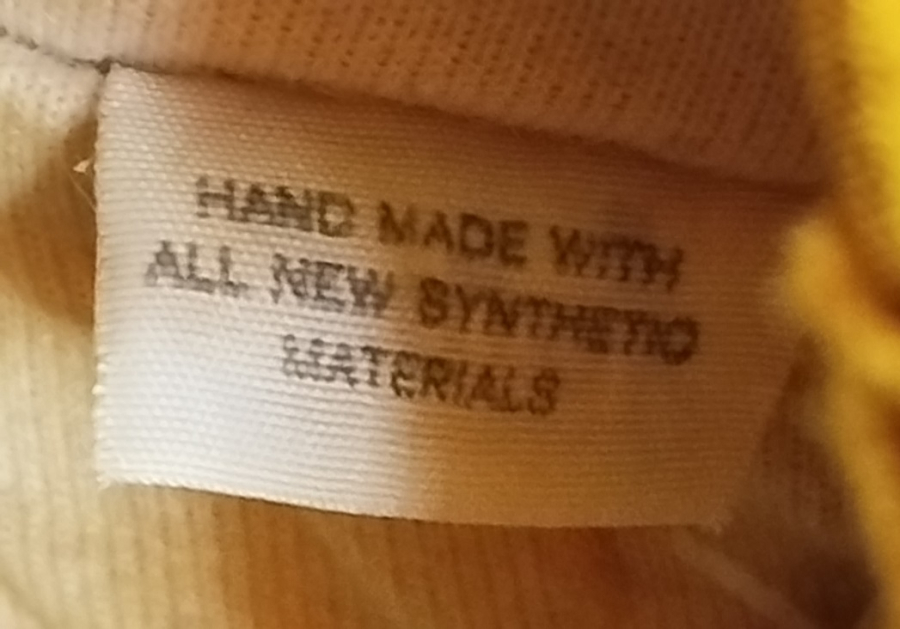 HAND MADE WITH
ALL NEW SYNTHETIC
MATERIALS